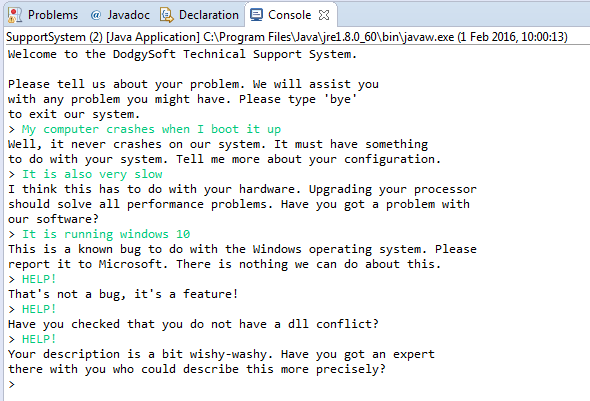 Problems @ Javadoc Declaration Console
SupportSystem (2) [Java Application] C:\Program Files\Java\jre1.8.0_60\bin\javaw.exe (1 Feb 2016, 10:00:13)
Welcome to the DodgySoft Technical Support System.

Please tell us about your problem. We will assist you
with any problem you might have. Please type 'bye'
to exit our system.
> My computer crashes when I boot it up
Well, it never crashes on our system. It must have something
to do with your system. Tell me more about your configuration.
> It is also very slow
I think this has to do with your hardware. Upgrading your processor
should solve all performance problems. Have you got a problem with
our software?
> It is running windows 10
This is a known bug to do with the Windows operating system. Please
report it to Microsoft. There is nothing we can do about this.
> HELP!
That's not a bug, it's a feature!
> HELP!
Have you checked that you do not have a dll conflict?
> HELP!
Your description is a bit wishy-washy. Have you got an expert
there with you who could describe this more precisely?
>